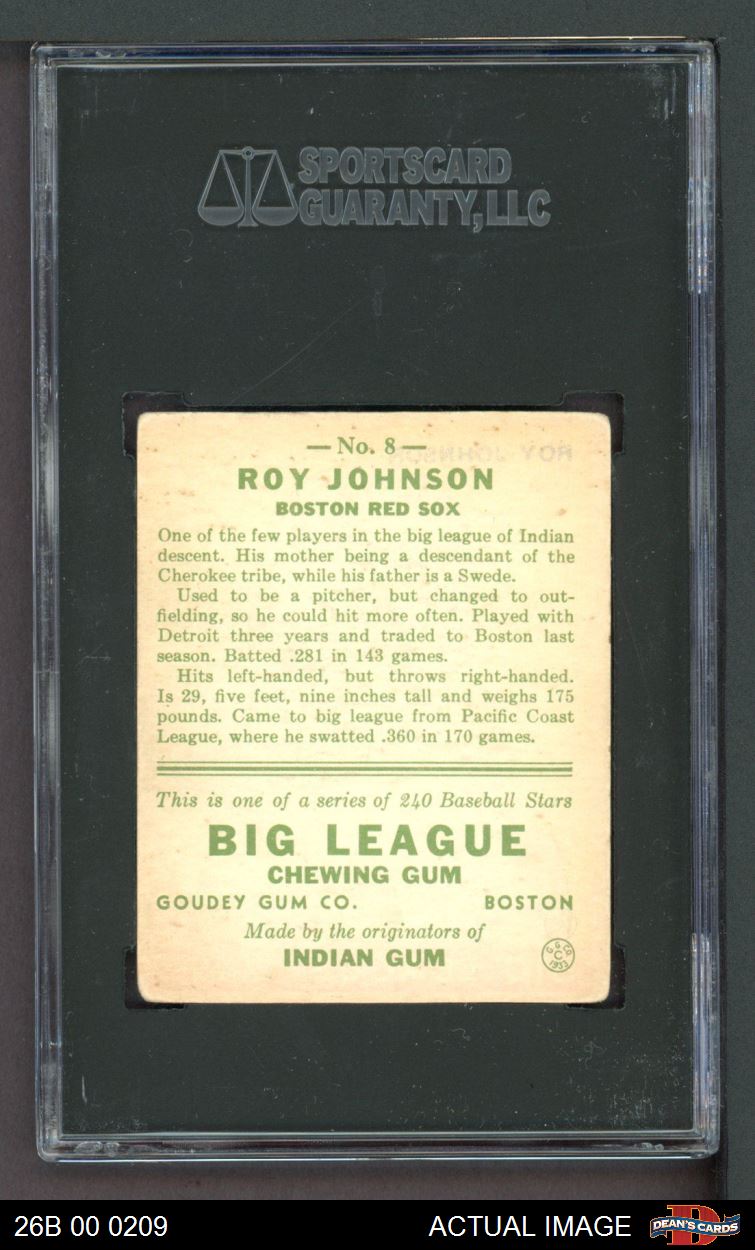 SPORTSCARD
GUARANTY, LLC
— No. 8 —
ROY JOHNSON
ROY JOHNSON
BOSTON RED SOX
One of the few players in the big league of Indian
descent. His mother being a descendant of the
Cherokee tribe, while his father is a Swede.
Used to be a pitcher, but changed to out-
fielding, so he could hit more often. Played with
Detroit three years and traded to Boston last
season. Batted .281 in 143 games.
Hits left-handed, but throws right-handed.
Is 29, five feet, nine inches tall and weighs 175
pounds. Came to big league from Pacific Coast
League, where he swatted .360 in 170 games.
This is one of a series of 240 Baseball Stars
BIG LEAGUE
CHEWING GUM
GOUDEY GUM CO. BOSTON
Made by the originators of
INDIAN GUM
G G CO.
C
1933
26B 00 0209 ACTUAL IMAGE
D
DEAN'S CARDS